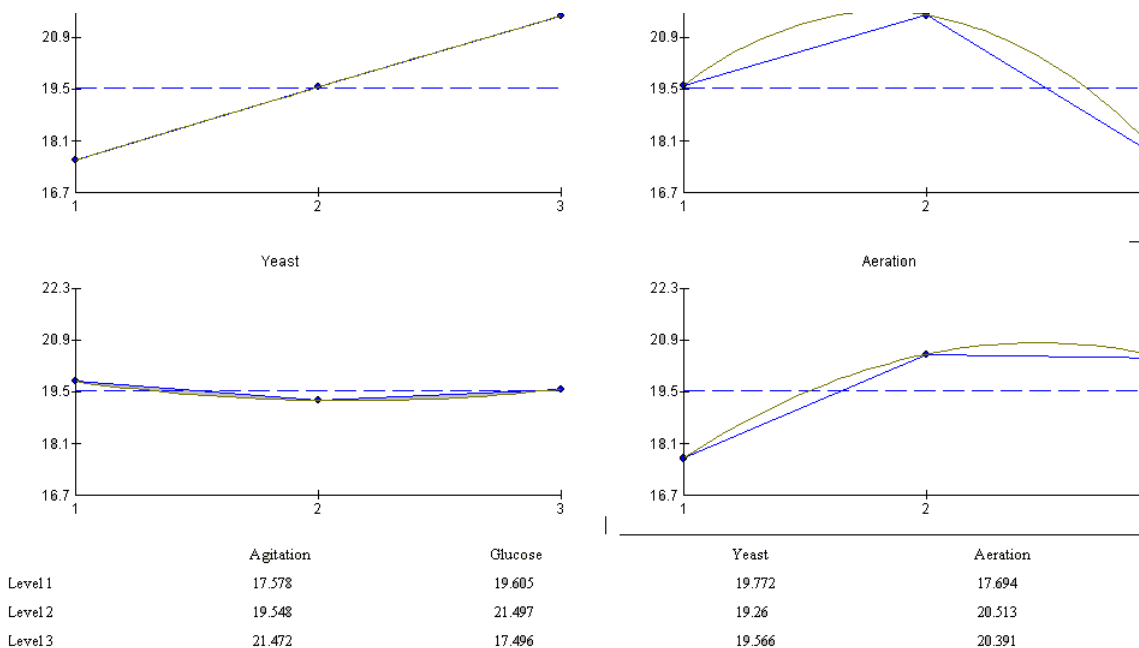 20.9 20.9
19.5 19.5
18.1 18.1
16.7 16.7
1 2 3 1 2
Yeast Aeration
22.3 22.3
20.9 20.9
19.5 19.5
18.1 18.1
16.7 16.7
1 2 3 1 2
Agitation Glucose Yeast Aeration
Level 1 17.578 19.605 19.772 17.694
Level 2 19.548 21.497 19.26 20.513
Level 3 21.472 17.496 19.566 20.391